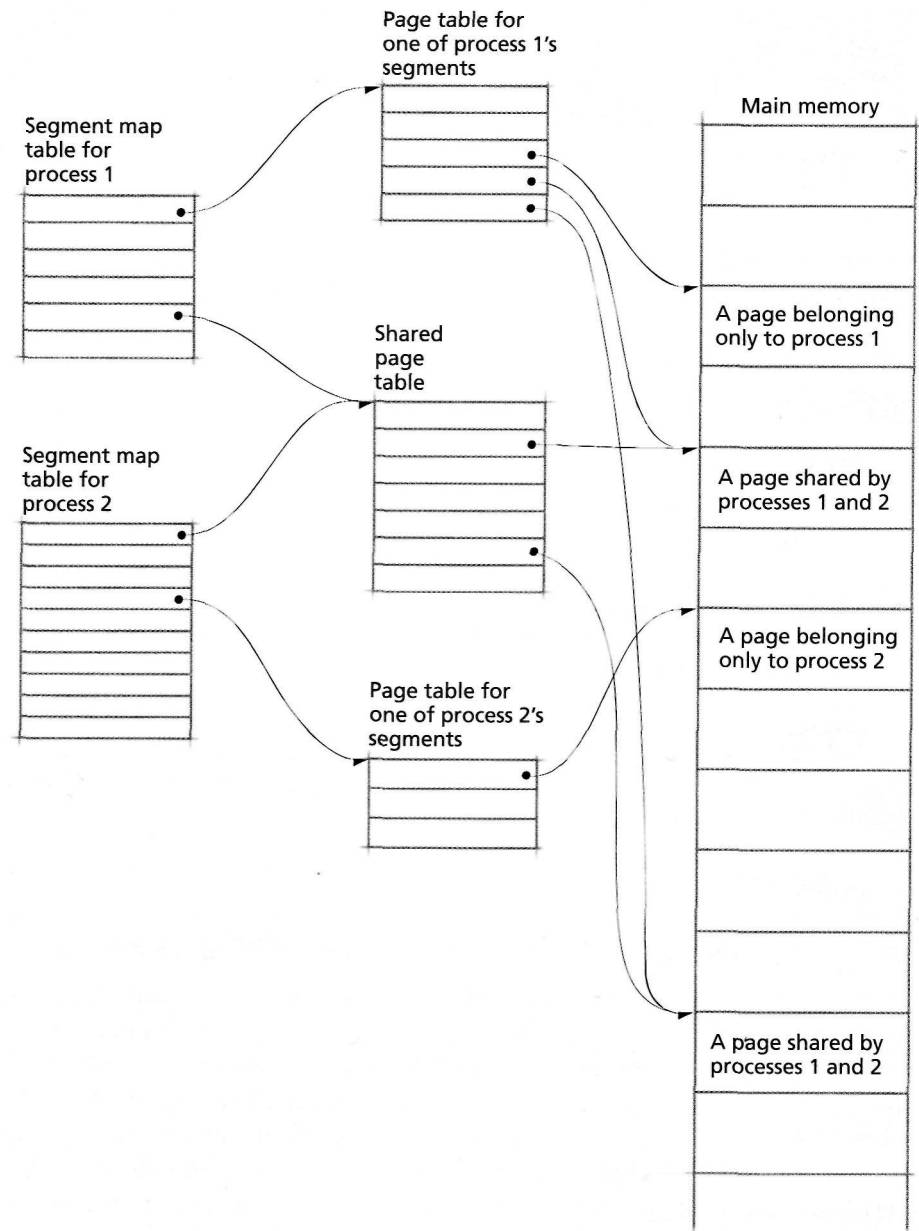 Page table for
one of process 1's
segments
Main memory
Segment map
table for
process 1
A page belonging
only to process 1
Shared
page
table
Segment map
table for
process 2
A page shared by
processes 1 and 2
A page belonging
only to process 2
Page table for
one of process 2's
segments
A page shared by
processes 1 and 2